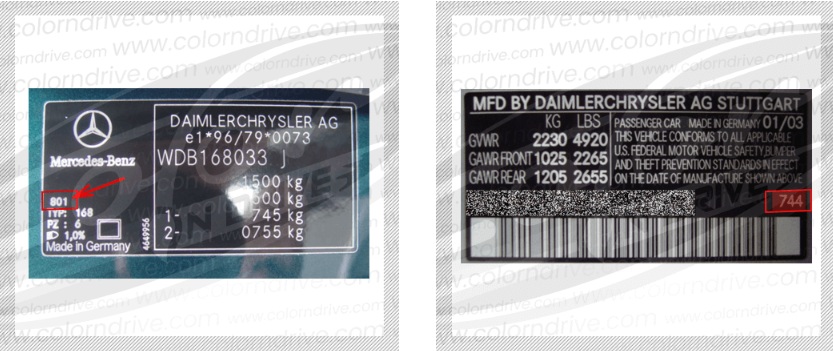 DAIMLERCHRYSLER AG
e1*96/79*0073
WDB168033 J
1500 kg
500 kg
1- 745 kg
2- 0755 kg
Mercedes-Benz
801
TYP: 168
PZ : 6
1,0%
Made in Germany
4649956
MFD BY DAIMLERCHRYSLER AG STUTTGART
KG LBS
GVWR 2230 4920
GAWR FRONT 1025 2265
GAWR REAR 1205 2655
PASSENGER CAR MADE IN GERMANY 01/03
THIS VEHICLE CONFORMS TO ALL APPLICABLE
U.S. FEDERAL MOTOR VEHICLE SAFETY, BUMPER
AND THEFT PREVENTION STANDARDS IN EFFECT
ON THE DATE OF MANUFACTURE SHOWN ABOVE
744
www.colorndrive.com